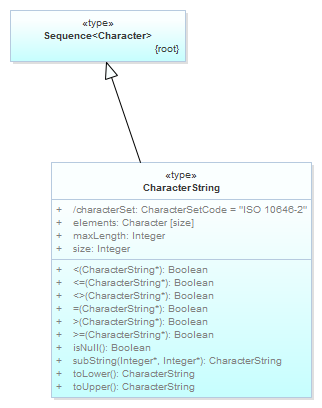 «type»
Sequence<Character>
{root}
«type»
CharacterString
+ /characterSet: CharacterSetCode = "ISO 10646-2"
+ elements: Character [size]
+ maxLength: Integer
+ size: Integer
+ <(CharacterString*): Boolean
+ <=(CharacterString*): Boolean
+ <>(CharacterString*): Boolean
+ =(CharacterString*): Boolean
+ >(CharacterString*): Boolean
+ >=(CharacterString*): Boolean
+ isNull(): Boolean
+ subString(Integer*, Integer*): CharacterString
+ toLower(): CharacterString
+ toUpper(): CharacterString